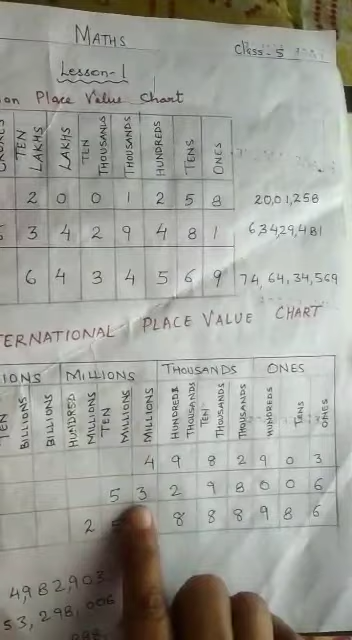 MATHS
Class-5
Lesson-1
Place Value Chart
TEN LAKHS LAKHS TEN THOUSANDS THOUSANDS HUNDREDS TENS ONES
2 0 0 1 2 5 8 20,01,258
3 4 2 9 4 8 1 6,34,29,481
6 4 3 4 5 6 9 74,64,34,569
PLACE VALUE CHART
MILLIONS THOUSANDS ONES
TEN BILLIONS BILLIONS HUNDRED MILLIONS TEN MILLIONS MILLIONS HUNDRED THOUSANDS TEN THOUSANDS THOUSANDS HUNDREDS TENS ONES
4 9 8 2 9 0 3
5 3 2 9 8 0 0 6
2 8 8 8 9 8 6
4,982,903
53,298,006